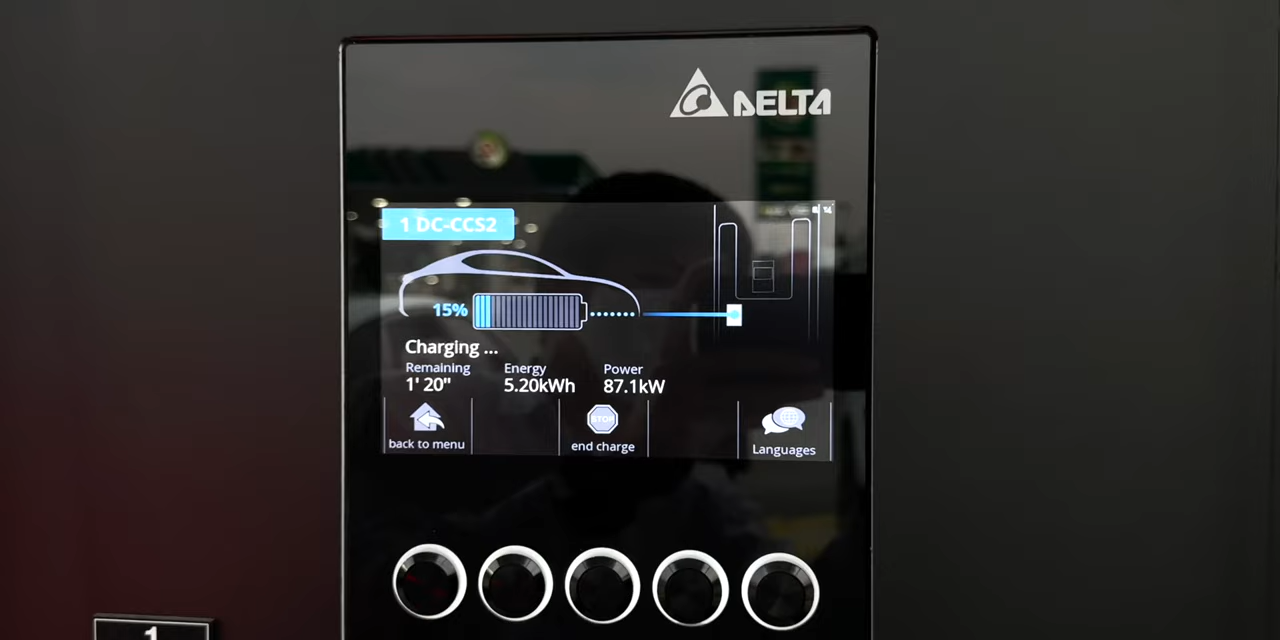 DELTA
1 DC-CCS2
15%
Charging ...
Remaining Energy Power
1' 20" 5.20kWh 87.1kW
STOP
back to menu end charge Languages
1